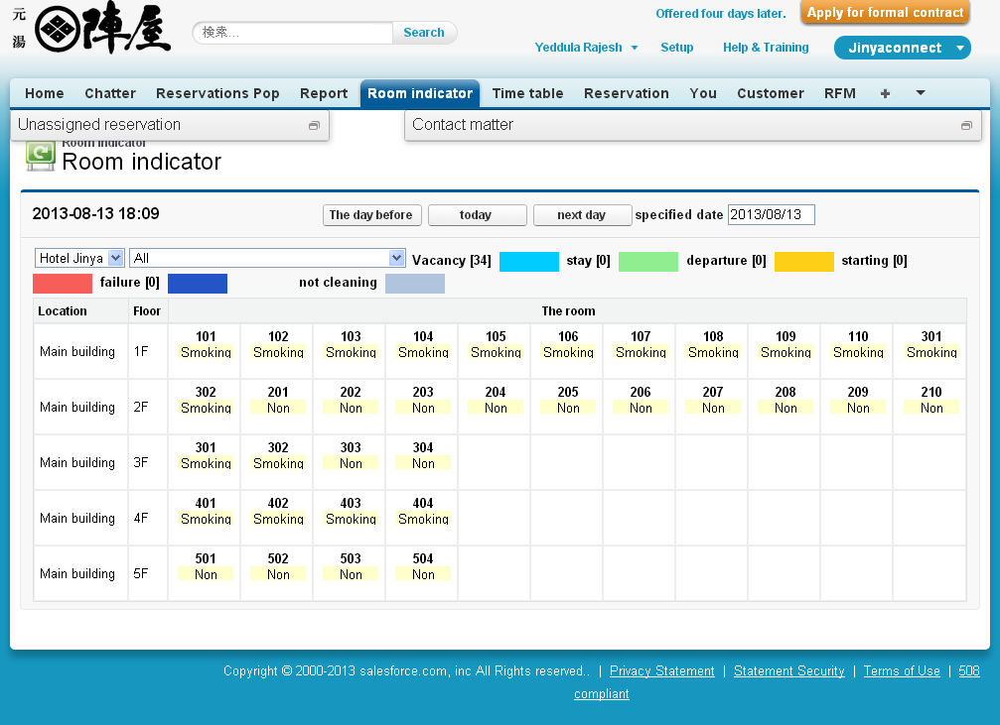 元湯 陣屋
検索... Search
Offered four days later. Apply for formal contract
Yeddula Rajesh Setup Help & Training Jinyaconnect
Home Chatter Reservations Pop Report Room indicator Time table Reservation You Customer RFM +
Unassigned reservation Contact matter
Room indicator
Room indicator
2013-08-13 18:09 The day before today next day specified date 2013/08/13
Hotel Jinya All Vacancy [34] stay [0] departure [0] starting [0]
failure [0] not cleaning
Location Floor The room
101 102 103 104 105 106 107 108 109 110 301
Main building 1F Smoking Smoking Smoking Smoking Smoking Smoking Smoking Smoking Smoking Smoking Smoking
302 201 202 203 204 205 206 207 208 209 210
Main building 2F Smoking Non Non Non Non Non Non Non Non Non Non
301 302 303 304
Main building 3F Smoking Smoking Non Non
401 402 403 404
Main building 4F Smoking Smoking Smoking Smoking
501 502 503 504
Main building 5F Non Non Non Non
Copyright © 2000-2013 salesforce.com, inc All Rights reserved.. | Privacy Statement | Statement Security | Terms of Use | 508
compliant